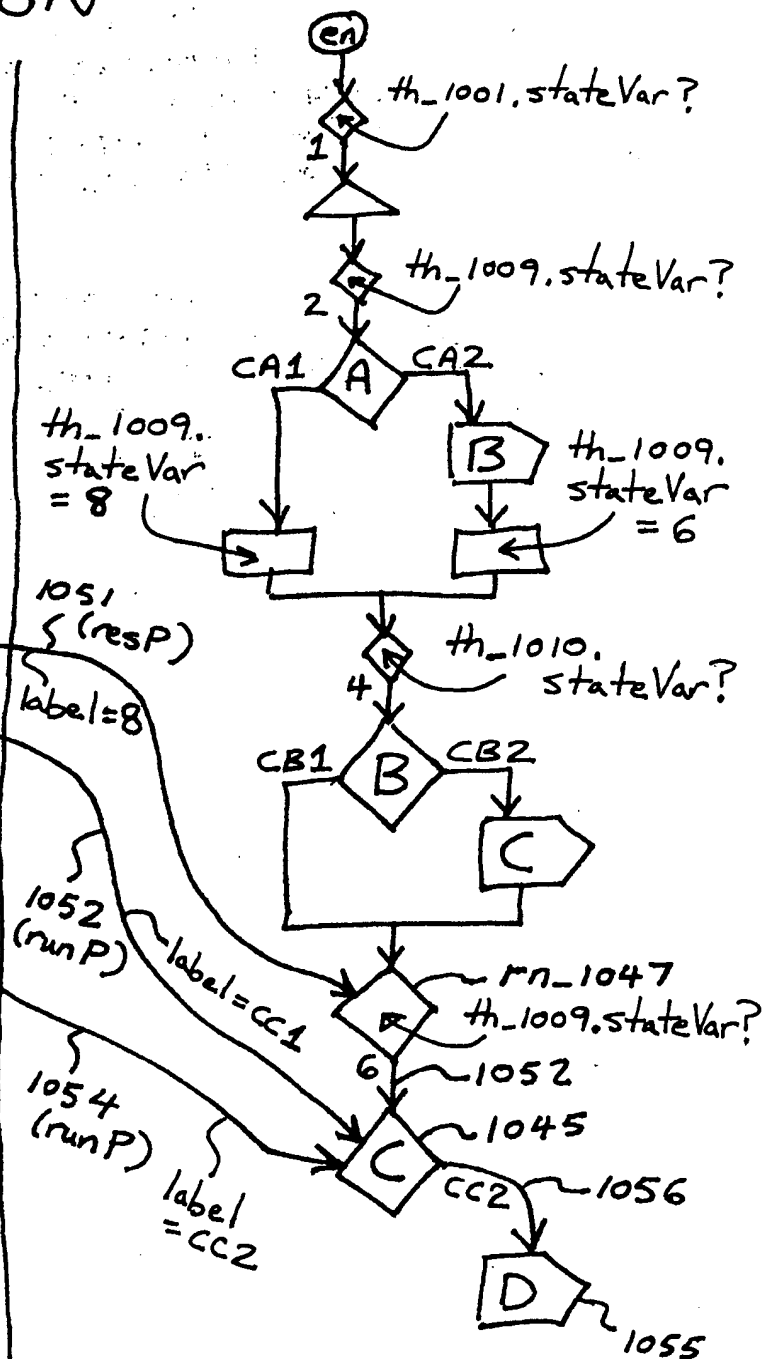 en
th_1001.stateVar?
1
th_1009.stateVar?
2
CA1
A
CA2
th_1009.
stateVar
= 8
B
th_1009.
stateVar
= 6
1051
(resP)
label=8
th_1010.
stateVar?
4
CB1
B
CB2
C
1052
(runP)
label=CC1
rn_1047
th_1009.stateVar?
6
1052
1054
(runP)
label
=CC2
C
1045
CC2
1056
D
1055